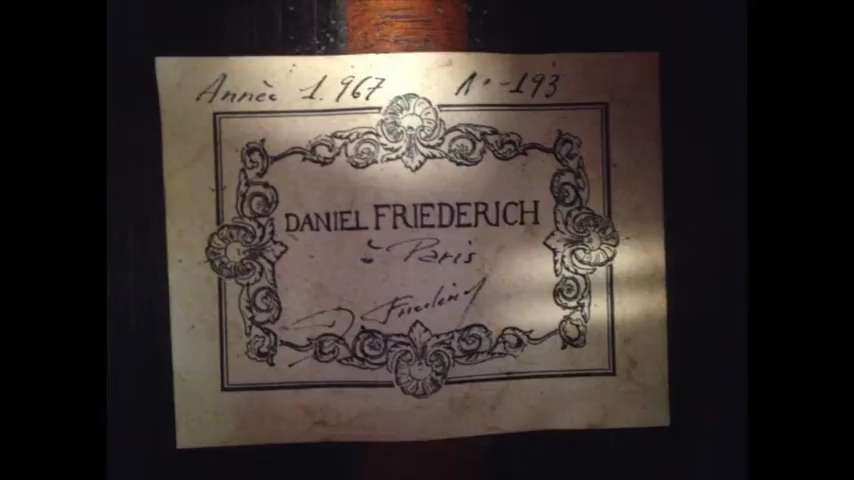 Année 1.967 N°-193
DANIEL FRIEDERICH
à Paris
D. Friederich